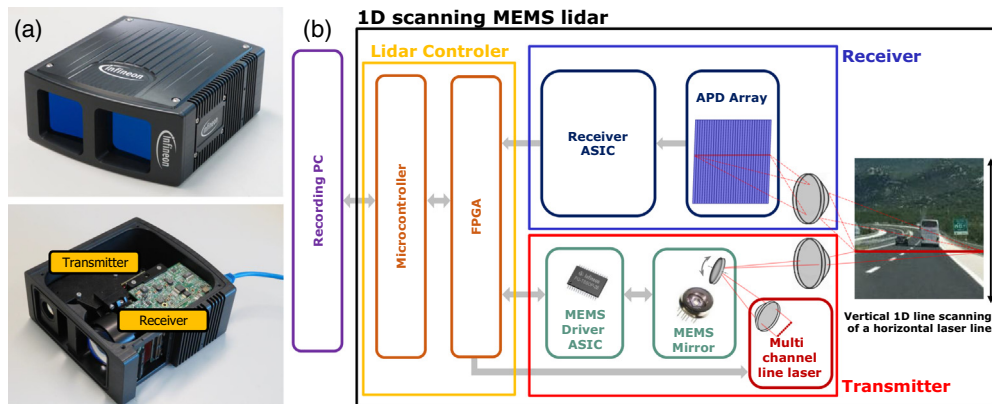 (a)
infineon
infineon
infineon
Transmitter
Receiver
(b)
1D scanning MEMS lidar
Recording PC
Lidar Controler
Microcontroller
FPGA
Receiver
Receiver
ASIC
APD Array
MEMS
Driver
ASIC
MEMS
Mirror
Multi
channel
line laser
Transmitter
Vertical 1D line scanning
of a horizontal laser line